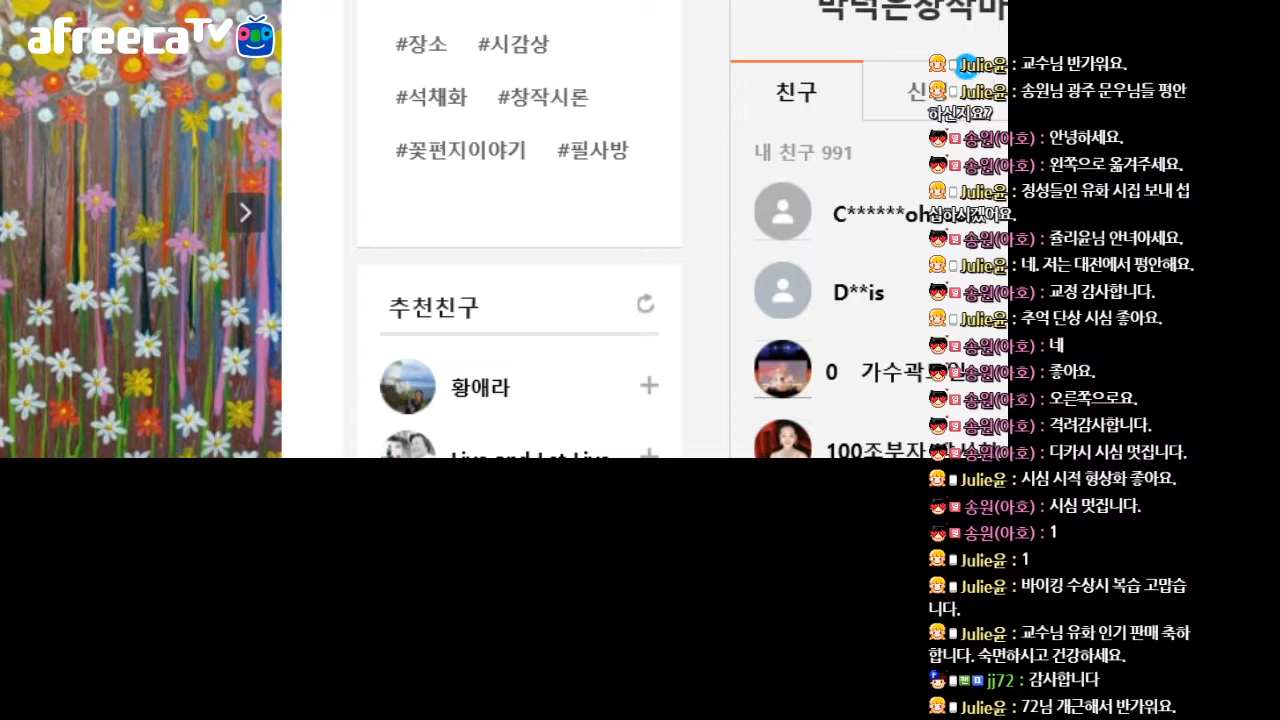 afreecaTV
#장소 #시감상
#석채화 #창작시론
#꽃편지이야기 #필사방
추천친구
황애라
Live and Let Live
친구
내 친구 991
C******oh
D**is
0 가수곽
100조부자
Julie윤 : 교수님 반가워요.
Julie윤 : 송원님 광주 문우님들 평안
하신지요?
송원(아호) : 안녕하세요.
송원(아호) : 왼쪽으로 옮겨주세요.
Julie윤 : 정성들인 유화 시집 보내 섭
섭하시겠어요.
송원(아호) : 쥴리윤님 안녀아세요.
Julie윤 : 네. 저는 대전에서 평안해요.
송원(아호) : 교정 감사합니다.
Julie윤 : 추억 단상 시심 좋아요.
송원(아호) : 네
송원(아호) : 좋아요.
송원(아호) : 오른쪽으로요.
송원(아호) : 격려감사합니다.
송원(아호) : 디카시 시심 멋집니다.
Julie윤 : 시심 시적 형상화 좋아요.
송원(아호) : 시심 멋집니다.
송원(아호) : 1
Julie윤 : 1
Julie윤 : 바이킹 수상시 복습 고맙습
니다.
Julie윤 : 교수님 유화 인기 판매 축하
합니다. 숙면하시고 건강하세요.
jj72 : 감사합니다
Julie윤 : 72님 개근해서 반가워요.